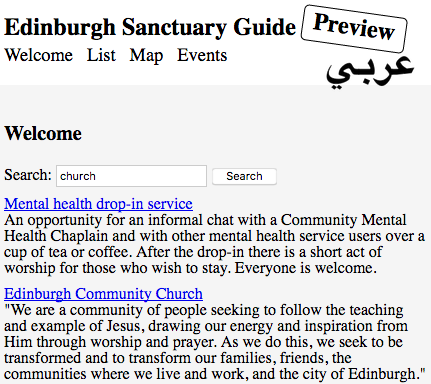 Edinburgh Sanctuary Guide Preview
Welcome List Map Events
عربي
Welcome
Search: church Search
Mental health drop-in service
An opportunity for an informal chat with a Community Mental
Health Chaplain and with other mental health service users over a
cup of tea or coffee. After the drop-in there is a short act of
worship for those who wish to stay. Everyone is welcome.
Edinburgh Community Church
"We are a community of people seeking to follow the teaching
and example of Jesus, drawing our energy and inspiration from
Him through worship and prayer. As we do this, we seek to be
transformed and to transform our families, friends, the
communities where we live and work, and the city of Edinburgh."